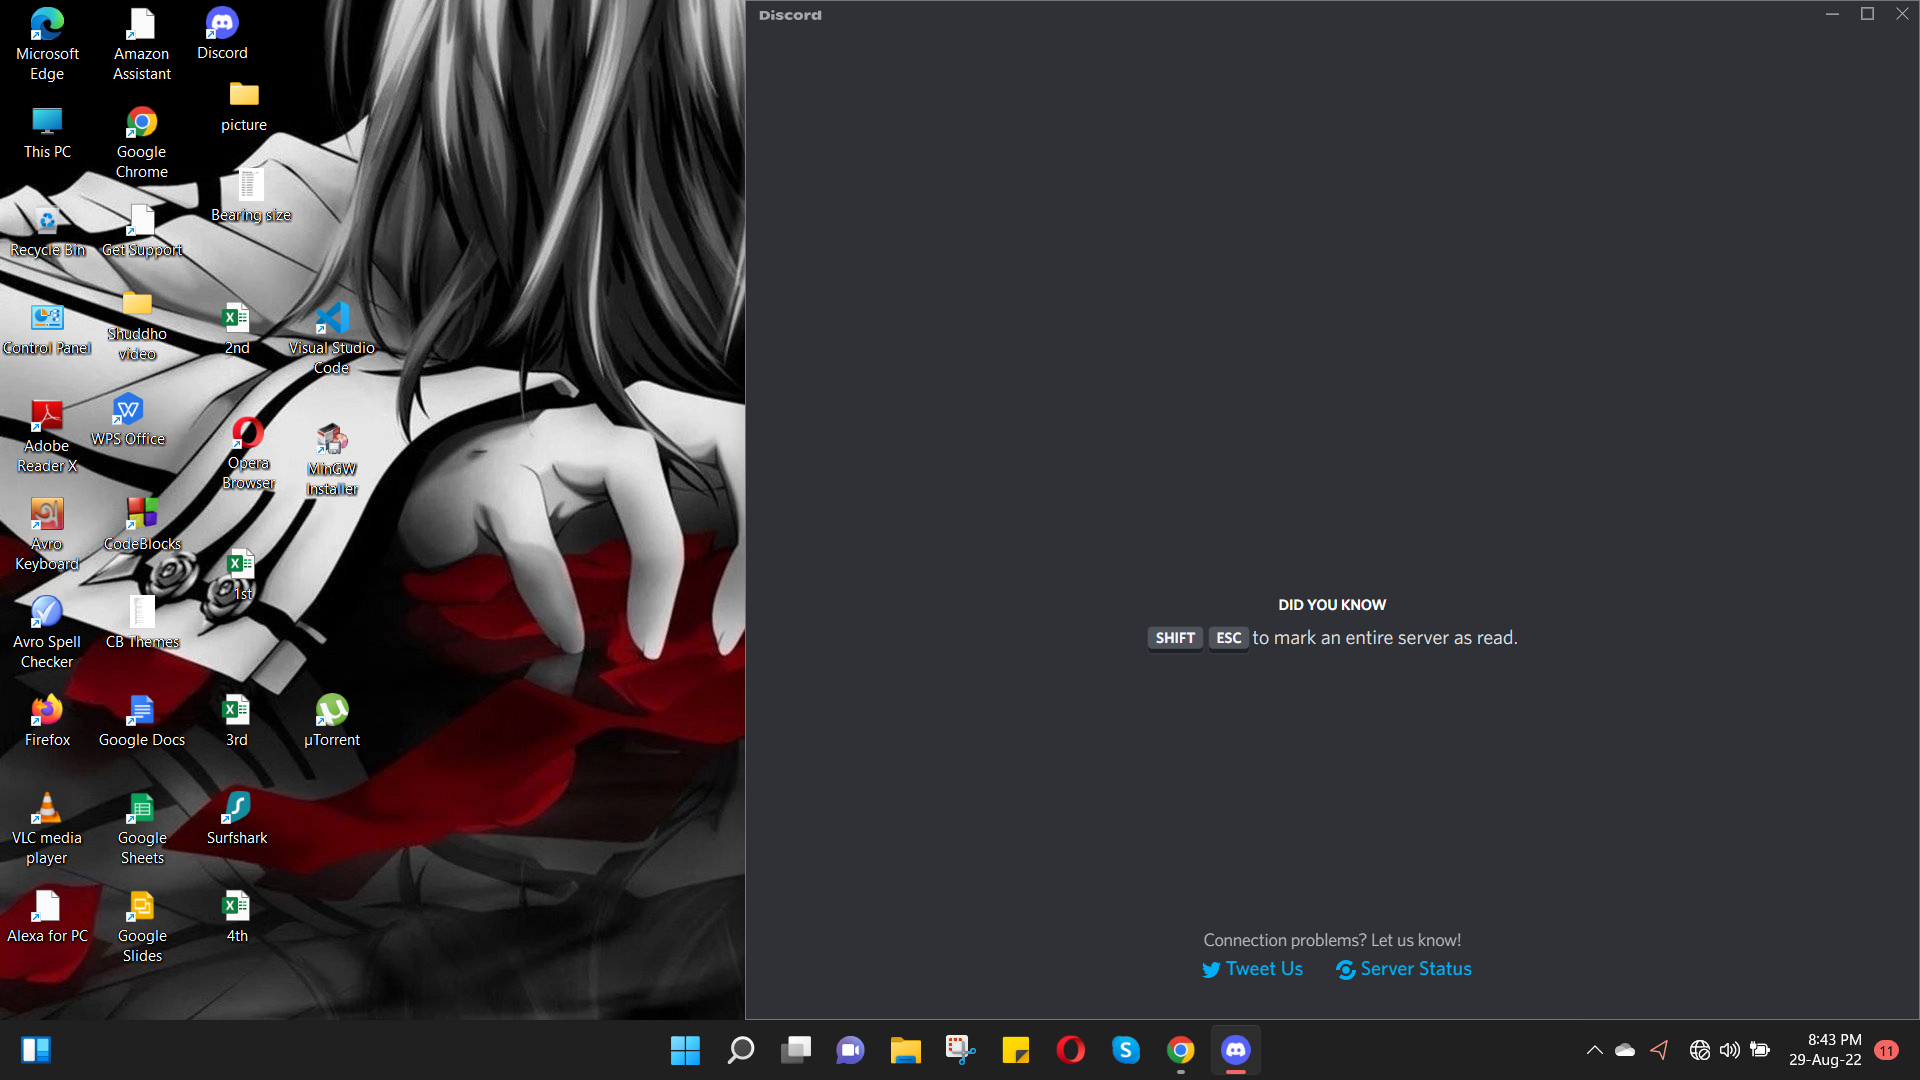 Microsoft
Edge
Amazon
Assistant
Discord
picture
This PC
Google
Chrome
Bearing size
Recycle Bin
Get Support
Control Panel
Shuddho
video
2nd
Visual Studio
Code
Adobe
Reader X
WPS Office
Opera
Browser
MinGW
Installer
Avro
Keyboard
CodeBlocks
1st
Avro Spell
Checker
CB Themes
Firefox
Google Docs
3rd
µTorrent
VLC media
player
Google
Sheets
Surfshark
Alexa for PC
Google
Slides
4th
Discord
DID YOU KNOW
SHIFT ESC to mark an entire server as read.
Connection problems? Let us know!
Tweet Us Server Status
8:43 PM
29-Aug-22
11